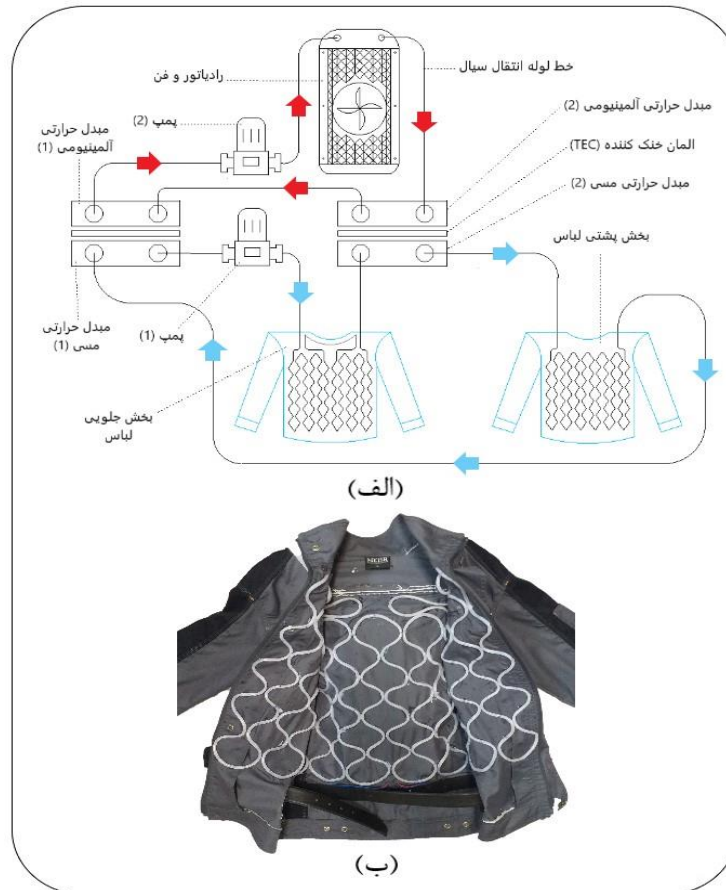 خط لوله انتقال سیال
رادیاتور و فن
پمپ (2)
مبدل حرارتی
آلمینیومی (1)
مبدل حرارتی آلمینیومی (2)
المان خنک کننده (TEC)
مبدل حرارتی مسی (2)
بخش پشتی لباس
مبدل حرارتی
مسی (1)
پمپ (1)
بخش جلویی
لباس
(الف)
(ب)